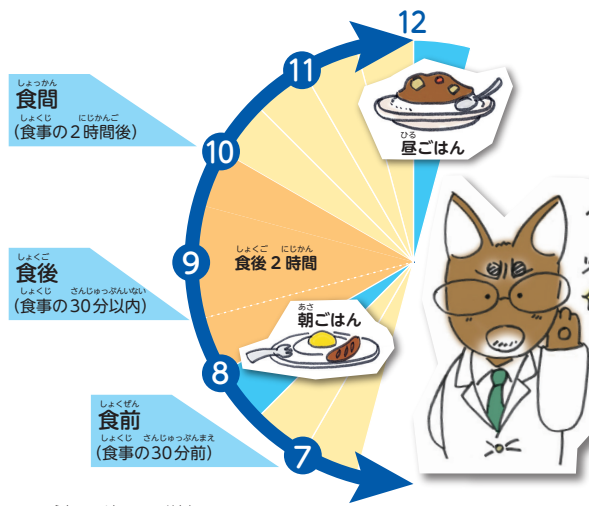 12
11
しょっかん
食間
しょくじ にじかんご
(食事の2時間後)
ひる
昼ごはん
10
しょくご
食後
しょくじ さんじゅっぷんいない
(食事の30分以内)
9
しょくご にじかん
食後2時間
あさ
朝ごはん
8
しょくぜん
食前
しょくじ さんじゅっぷんまえ
(食事の30分前)
7